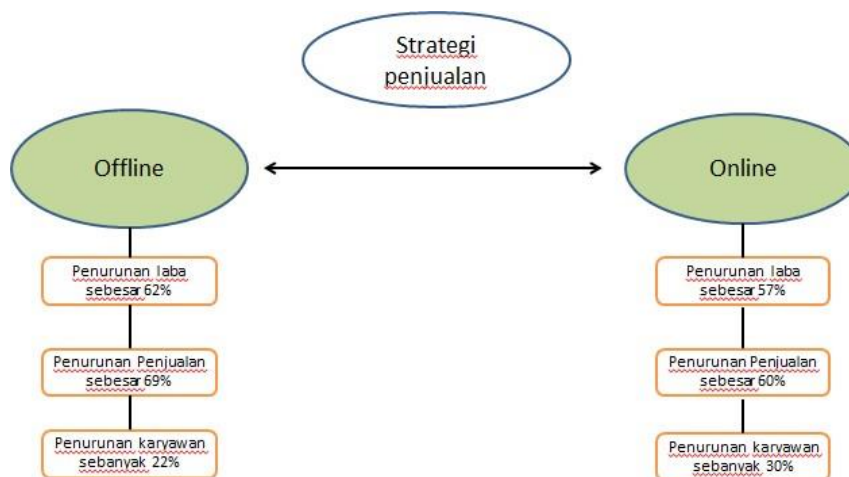 Strategi
penjualan
Offline
Online
Penurunan laba
sebesar 62%
Penurunan Penjualan
sebesar 69%
Penurunan karyawan
sebanyak 22%
Penurunan laba
sebesar 57%
Penurunan Penjualan
sebesar 60%
Penurunan karyawan
sebanyak 30%